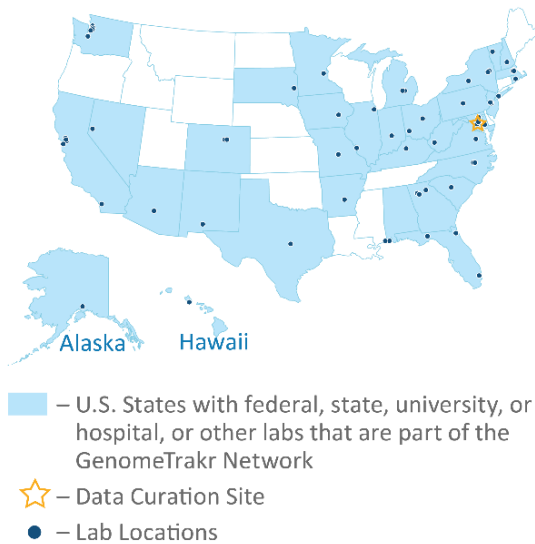 Alaska
Hawaii
– U.S. States with federal, state, university, or
hospital, or other labs that are part of the
GenomeTrakr Network
– Data Curation Site
– Lab Locations